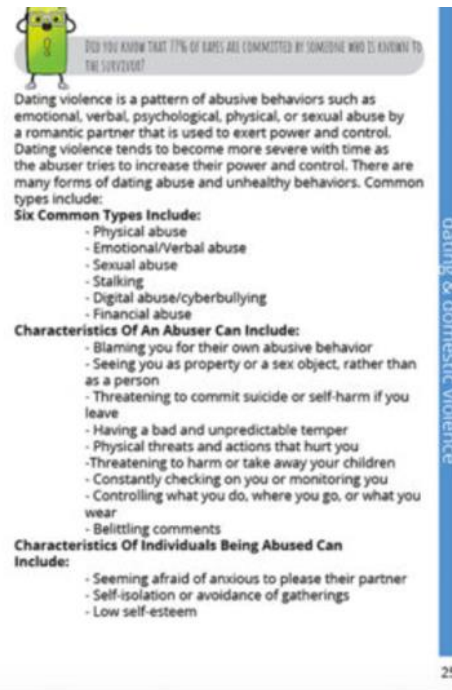 DID YOU KNOW THAT 77% OF RAPES ARE COMMITTED BY SOMEONE WHO IS KNOWN TO
THE SURVIVOR?
Dating violence is a pattern of abusive behaviors such as
emotional, verbal, psychological, physical, or sexual abuse by
a romantic partner that is used to exert power and control.
Dating violence tends to become more severe with time as
the abuser tries to increase their power and control. There are
many forms of dating abuse and unhealthy behaviors. Common
types include:
Six Common Types Include:
- Physical abuse
- Emotional/Verbal abuse
- Sexual abuse
- Stalking
- Digital abuse/cyberbullying
- Financial abuse
Characteristics Of An Abuser Can Include:
- Blaming you for their own abusive behavior
- Seeing you as property or a sex object, rather than
as a person
- Threatening to commit suicide or self-harm if you
leave
- Having a bad and unpredictable temper
- Physical threats and actions that hurt you
-Threatening to harm or take away your children
- Constantly checking on you or monitoring you
- Controlling what you do, where you go, or what you
wear
- Belittling comments
Characteristics Of Individuals Being Abused Can
Include:
- Seeming afraid of anxious to please their partner
- Self-isolation or avoidance of gatherings
- Low self-esteem
dating & domestic violence
25